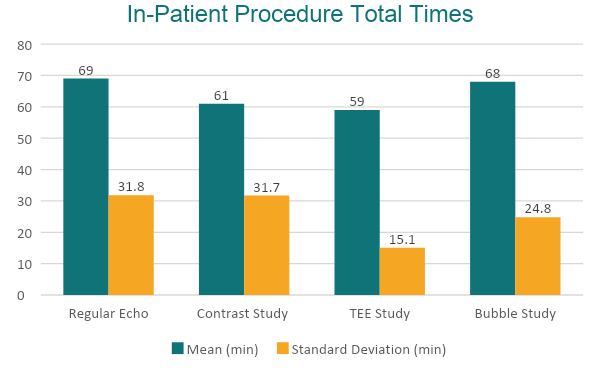 In-Patient Procedure Total Times
80
70
60
50
40
30
20
10
0
69
31.8
61
31.7
59
15.1
68
24.8
Regular Echo
Contrast Study
TEE Study
Bubble Study
Mean (min)
Standard Deviation (min)